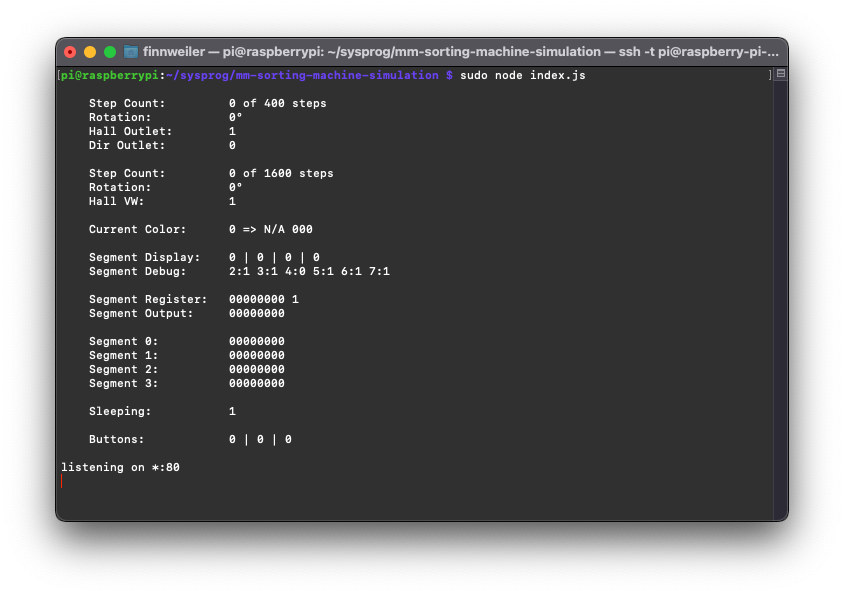 finnweiler — pi@raspberrypi: ~/sysprog/mm-sorting-machine-simulation — ssh -t pi@raspberry-pi-...
[pi@raspberrypi:~/sysprog/mm-sorting-machine-simulation $ sudo node index.js ]
Step Count: 0 of 400 steps
Rotation: 0°
Hall Outlet: 1
Dir Outlet: 0
Step Count: 0 of 1600 steps
Rotation: 0°
Hall VW: 1
Current Color: 0 => N/A 000
Segment Display: 0 | 0 | 0 | 0
Segment Debug: 2:1 3:1 4:0 5:1 6:1 7:1
Segment Register: 00000000 1
Segment Output: 00000000
Segment 0: 00000000
Segment 1: 00000000
Segment 2: 00000000
Segment 3: 00000000
Sleeping: 1
Buttons: 0 | 0 | 0
listening on *:80